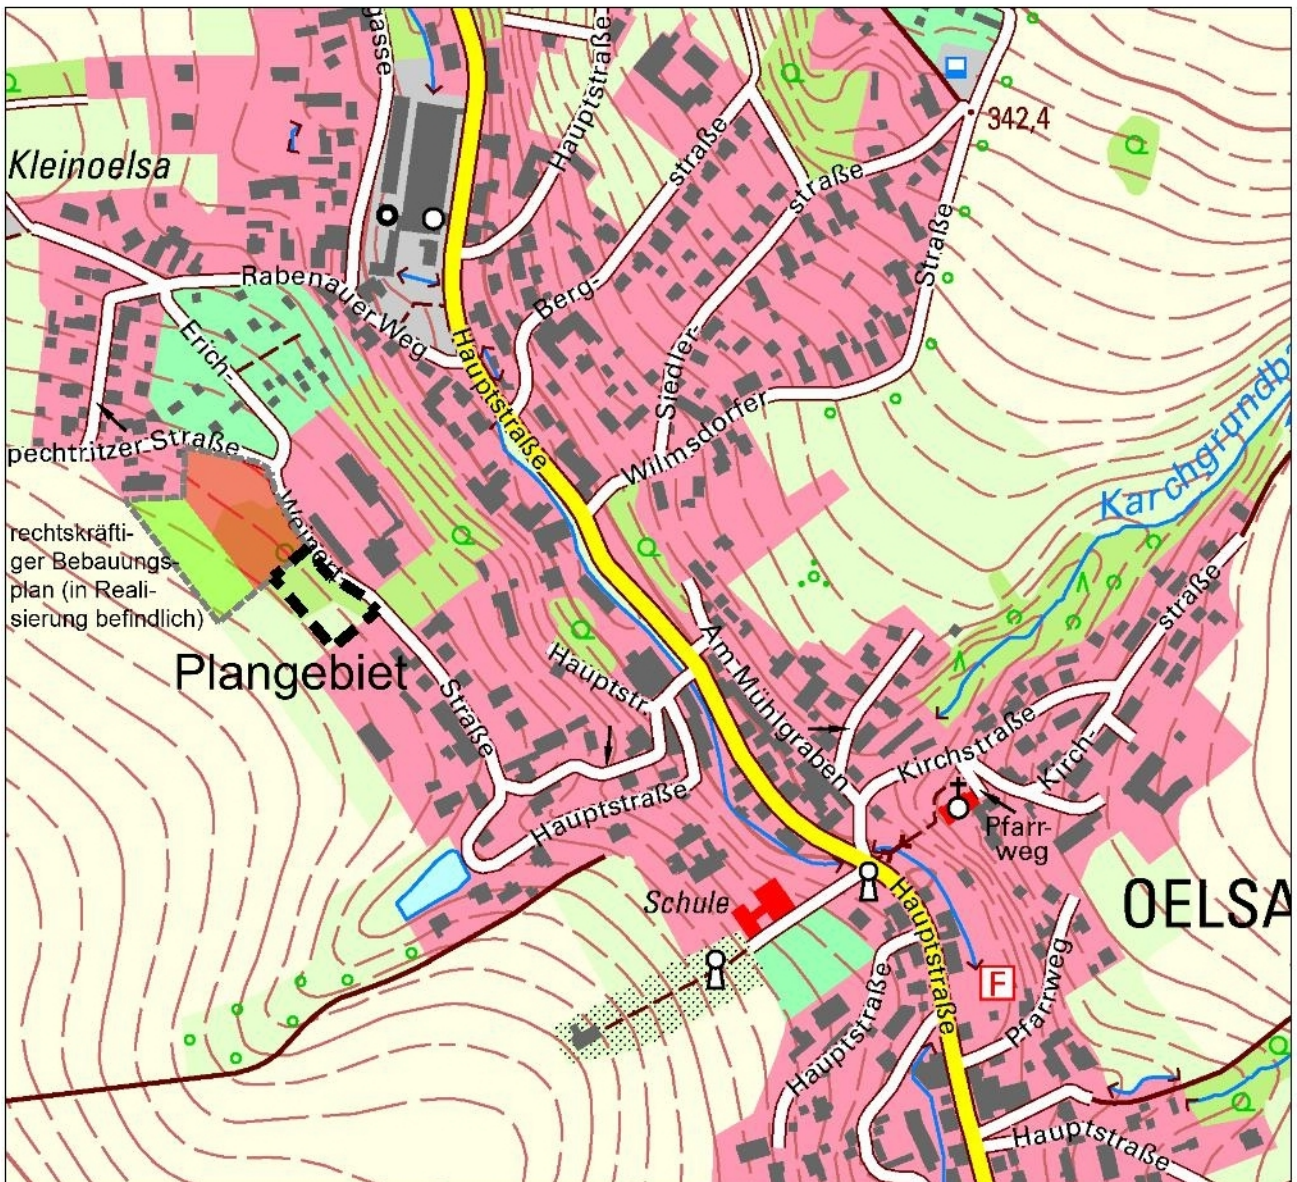 gasse
Hauptstraße
342,4
Kleinoelsa
straße
straße
Straße
Rabenauer Weg
Berg-
Erich-
Hauptstraße
Siedler-
Wilmsdorfer
pechtritzer Straße
Karchgrundb
Weinert-
rechtskräfti-
ger Bebauungs-
plan (in Reali-
sierung befindlich)
straße
Plangebiet
Hauptstr.
Am Mühlgraben
Straße
Kirchstraße
Kirch-
Hauptstraße
Pfarr-
weg
Schule
OELSA
Hauptstraße
F
Pfarrweg
Hauptstraße
Hauptstraße